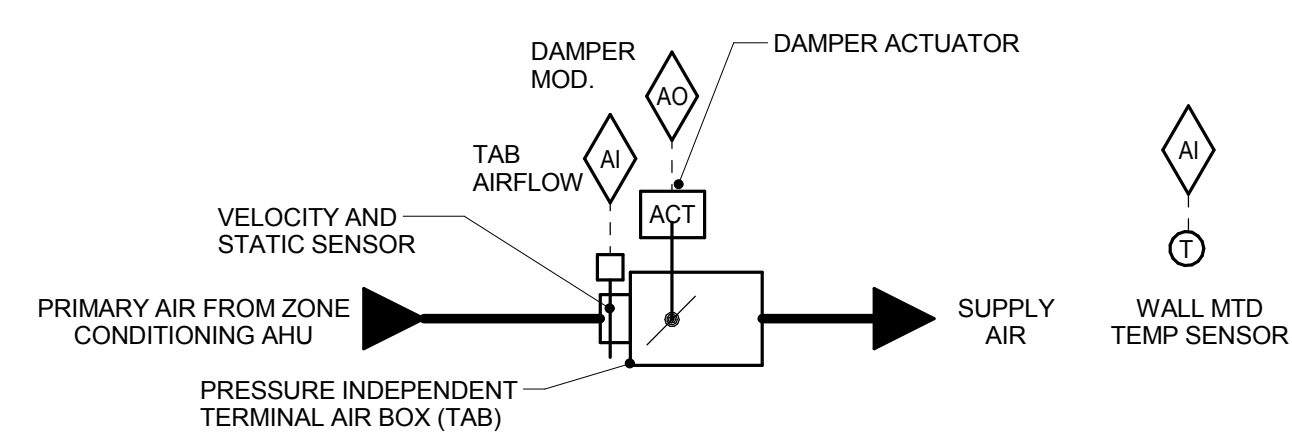 DAMPER
MOD.
DAMPER ACTUATOR
AO
TAB
AIRFLOW
AI
AI
ACT
VELOCITY AND
STATIC SENSOR
T
PRIMARY AIR FROM ZONE
CONDITIONING AHU
SUPPLY
AIR
WALL MTD
TEMP SENSOR
PRESSURE INDEPENDENT
TERMINAL AIR BOX (TAB)